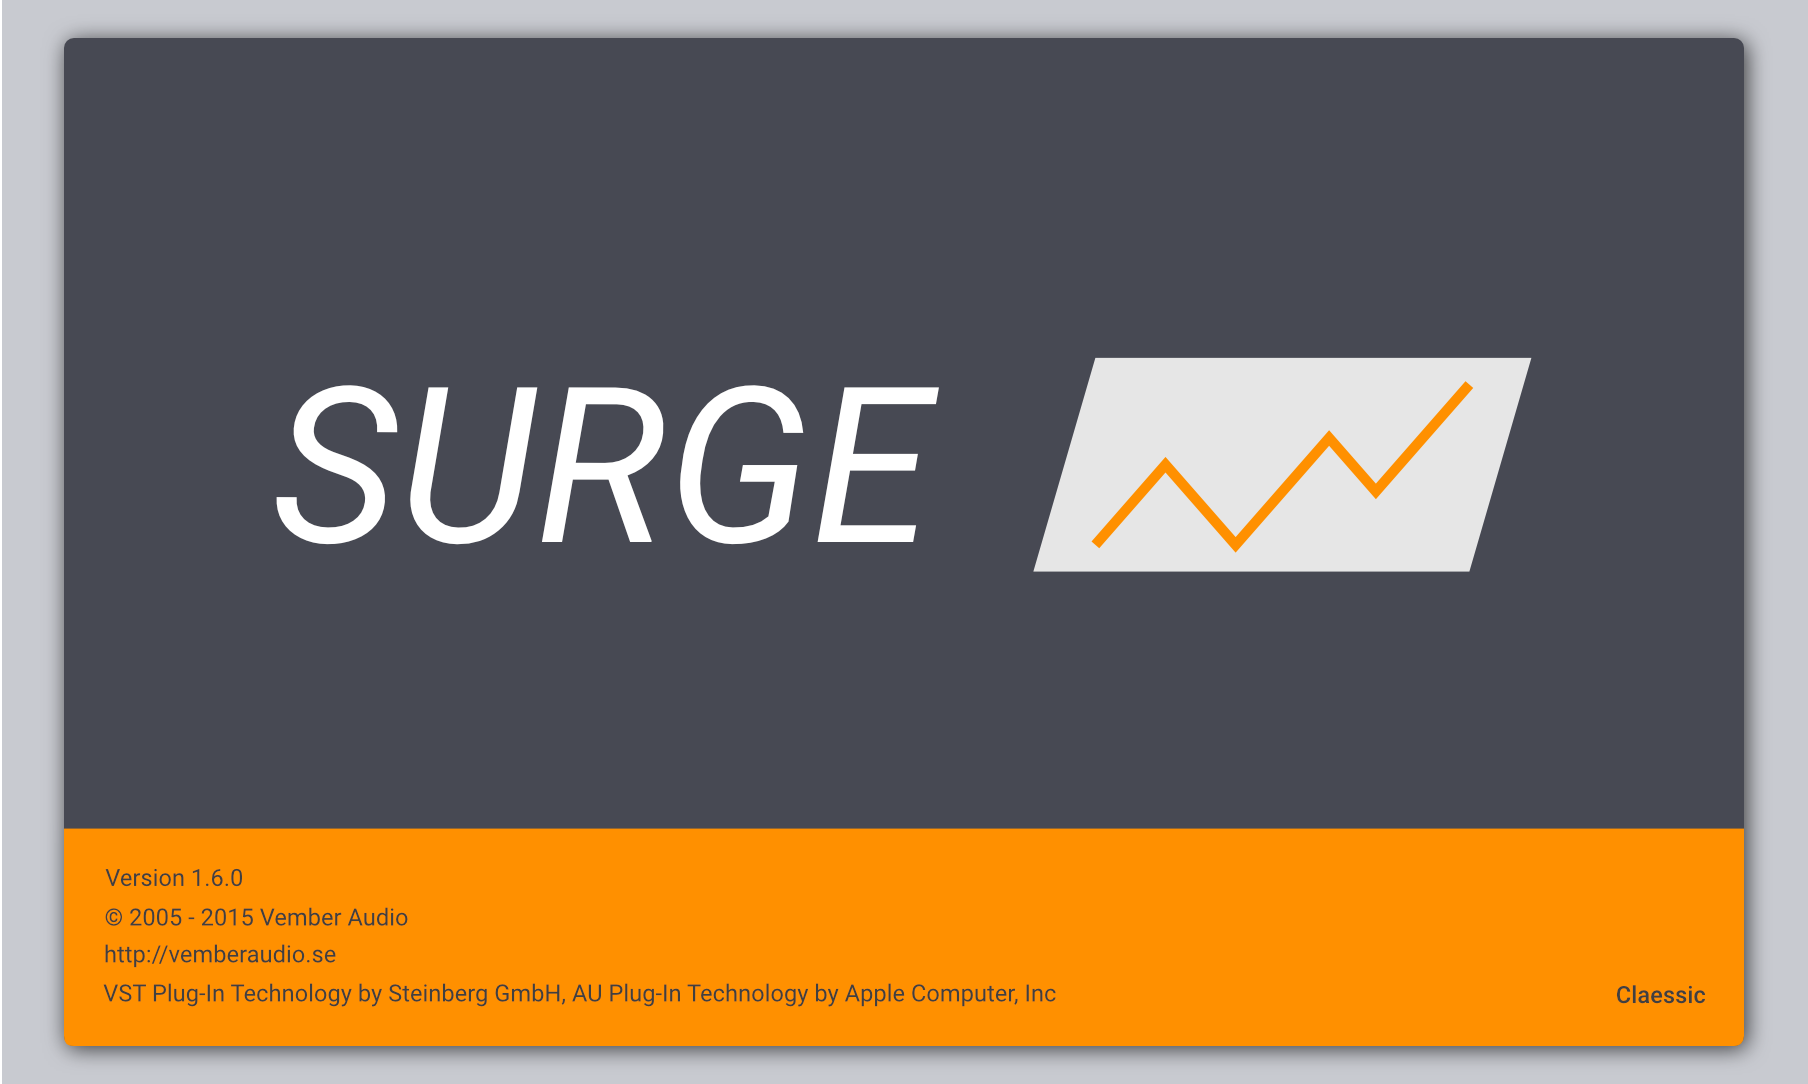 SURGE
Version 1.6.0
© 2005 - 2015 Vember Audio
http://vemberaudio.se
VST Plug-In Technology by Steinberg GmbH, AU Plug-In Technology by Apple Computer, Inc
Claessic